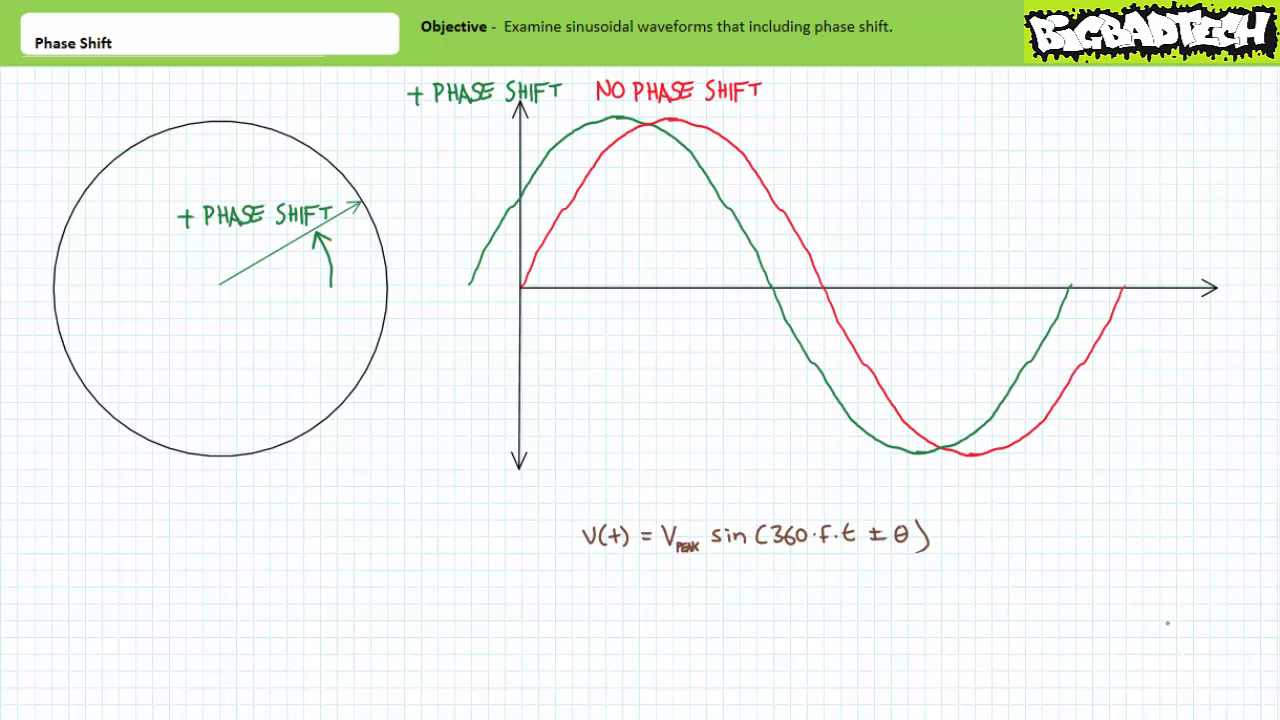 Phase Shift
Objective - Examine sinusoidal waveforms that including phase shift.
BIGBADTECH
+ PHASE SHIFT
NO PHASE SHIFT
+ PHASE SHIFT
V(t) = V_PEAK sin (360·f·t ± θ)